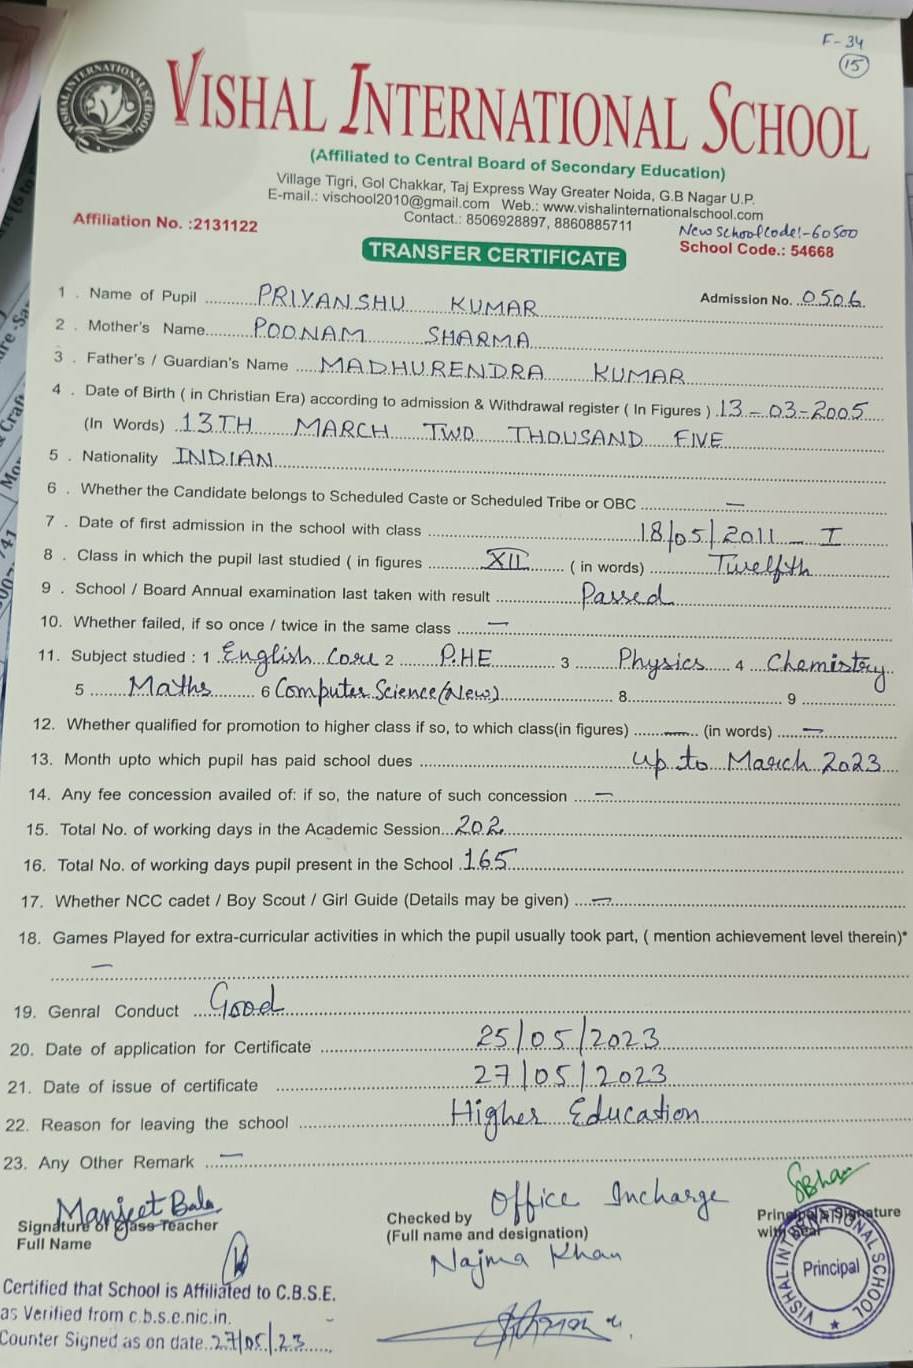 F-34
15
VISHAL INTERNATIONAL SCHOOL
(Affiliated to Central Board of Secondary Education)
Village Tigri, Gol Chakkar, Taj Express Way Greater Noida, G.B Nagar U.P.
E-mail.: vischool2010@gmail.com Web.: www.vishalinternationalschool.com
Contact.: 8506928897, 8860885711
Affiliation No. :2131122
New School Code:-60500
School Code.: 54668
TRANSFER CERTIFICATE
1 . Name of Pupil PRIYANSHU KUMAR Admission No. 0506
2 . Mother's Name POONAM SHARMA
3 . Father's / Guardian's Name MADHURENDRA KUMAR
4 . Date of Birth ( in Christian Era) according to admission & Withdrawal register ( In Figures ) 13-03-2005
(In Words) 13TH MARCH TWO THOUSAND FIVE
5 . Nationality INDIAN
6 . Whether the Candidate belongs to Scheduled Caste or Scheduled Tribe or OBC —
7 . Date of first admission in the school with class 18/05/2011 - I
8 . Class in which the pupil last studied ( in figures XII ( in words) Twelfth
9 . School / Board Annual examination last taken with result Passed
10. Whether failed, if so once / twice in the same class —
11. Subject studied : 1 English Core 2 P.HE 3 Physics 4 Chemistry
5 Maths 6 Computer Science(New) 8 9
12. Whether qualified for promotion to higher class if so, to which class(in figures) — (in words) —
13. Month upto which pupil has paid school dues up to March 2023
14. Any fee concession availed of: if so, the nature of such concession —
15. Total No. of working days in the Academic Session 202
16. Total No. of working days pupil present in the School 165
17. Whether NCC cadet / Boy Scout / Girl Guide (Details may be given) —
18. Games Played for extra-curricular activities in which the pupil usually took part, ( mention achievement level therein)*
—
19. Genral Conduct Good
20. Date of application for Certificate 25/05/2023
21. Date of issue of certificate 27/05/2023
22. Reason for leaving the school Higher Education
23. Any Other Remark —
Manjeet Bala
Signature of Class Teacher
Full Name
Checked by Office Incharge
(Full name and designation)
Najma Khan
Principal's Signature
with Seal
VISHAL INTERNATIONAL SCHOOL
Principal
Certified that School is Affiliated to C.B.S.E.
as Verified from c.b.s.e.nic.in.
Counter Signed as on date 27/05/23